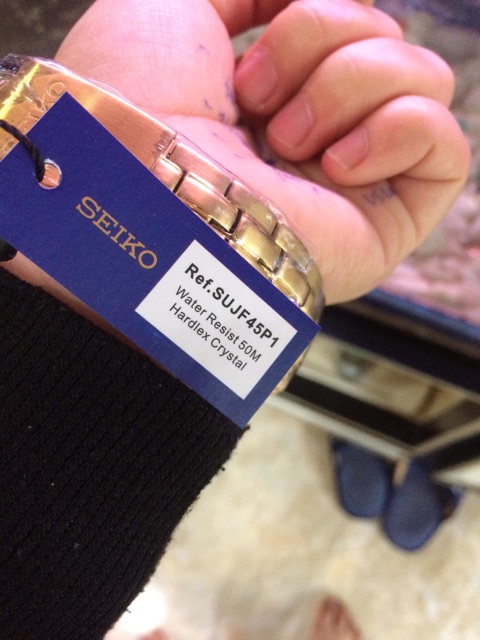 SEIKO
Ref.SUJF45P1
Water Resist 50M
Hardlex Crystal